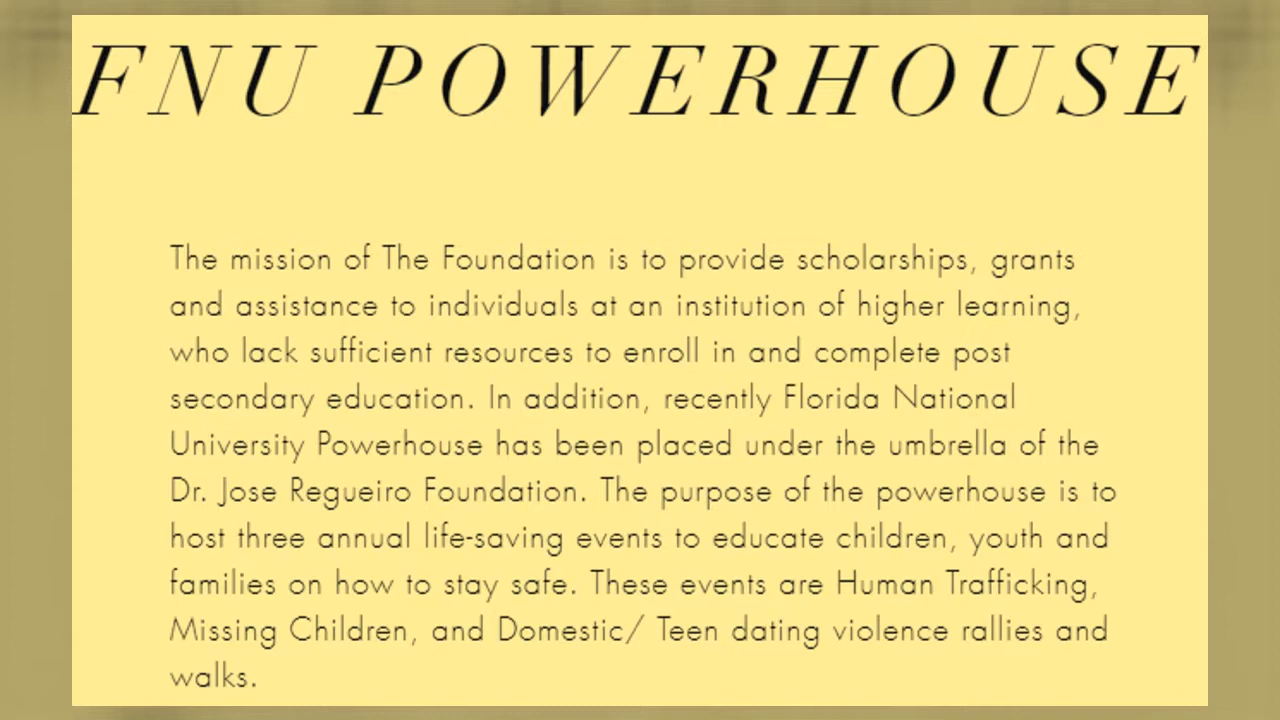 FNU POWERHOUSE
The mission of The Foundation is to provide scholarships, grants
and assistance to individuals at an institution of higher learning,
who lack sufficient resources to enroll in and complete post
secondary education. In addition, recently Florida National
University Powerhouse has been placed under the umbrella of the
Dr. Jose Regueiro Foundation. The purpose of the powerhouse is to
host three annual life-saving events to educate children, youth and
families on how to stay safe. These events are Human Trafficking,
Missing Children, and Domestic/ Teen dating violence rallies and
walks.